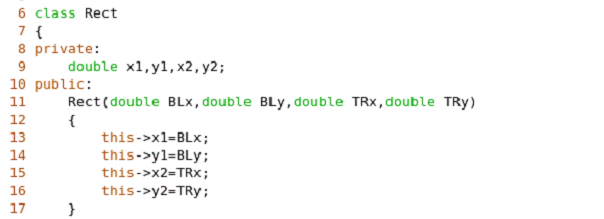 6 class Rect
7 {
8 private:
9     double x1,y1,x2,y2;
10 public:
11     Rect(double BLx,double BLy,double TRx,double TRy)
12     {
13         this->x1=BLx;
14         this->y1=BLy;
15         this->x2=TRx;
16         this->y2=TRy;
17     }